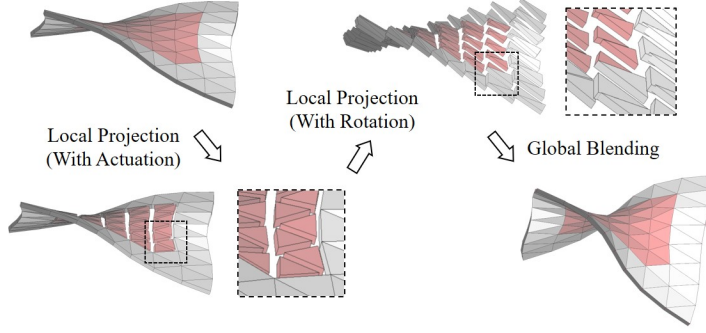 Local Projection
(With Actuation)
Local Projection
(With Rotation)
Global Blending